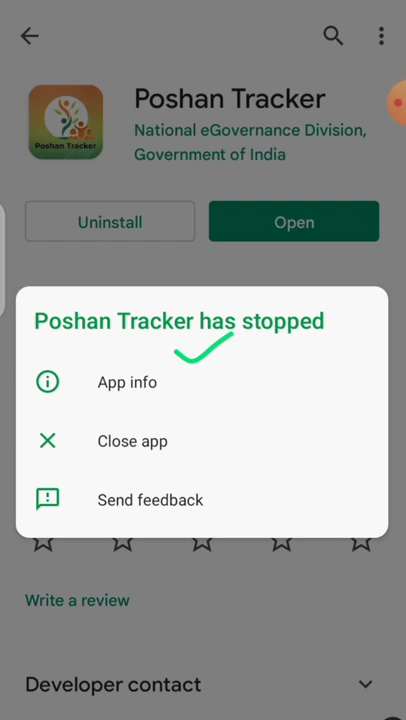 Poshan Tracker
National eGovernance Division,
Government of India
Poshan Tracker
Uninstall
Open
Poshan Tracker has stopped
App info
Close app
Send feedback
Write a review
Developer contact